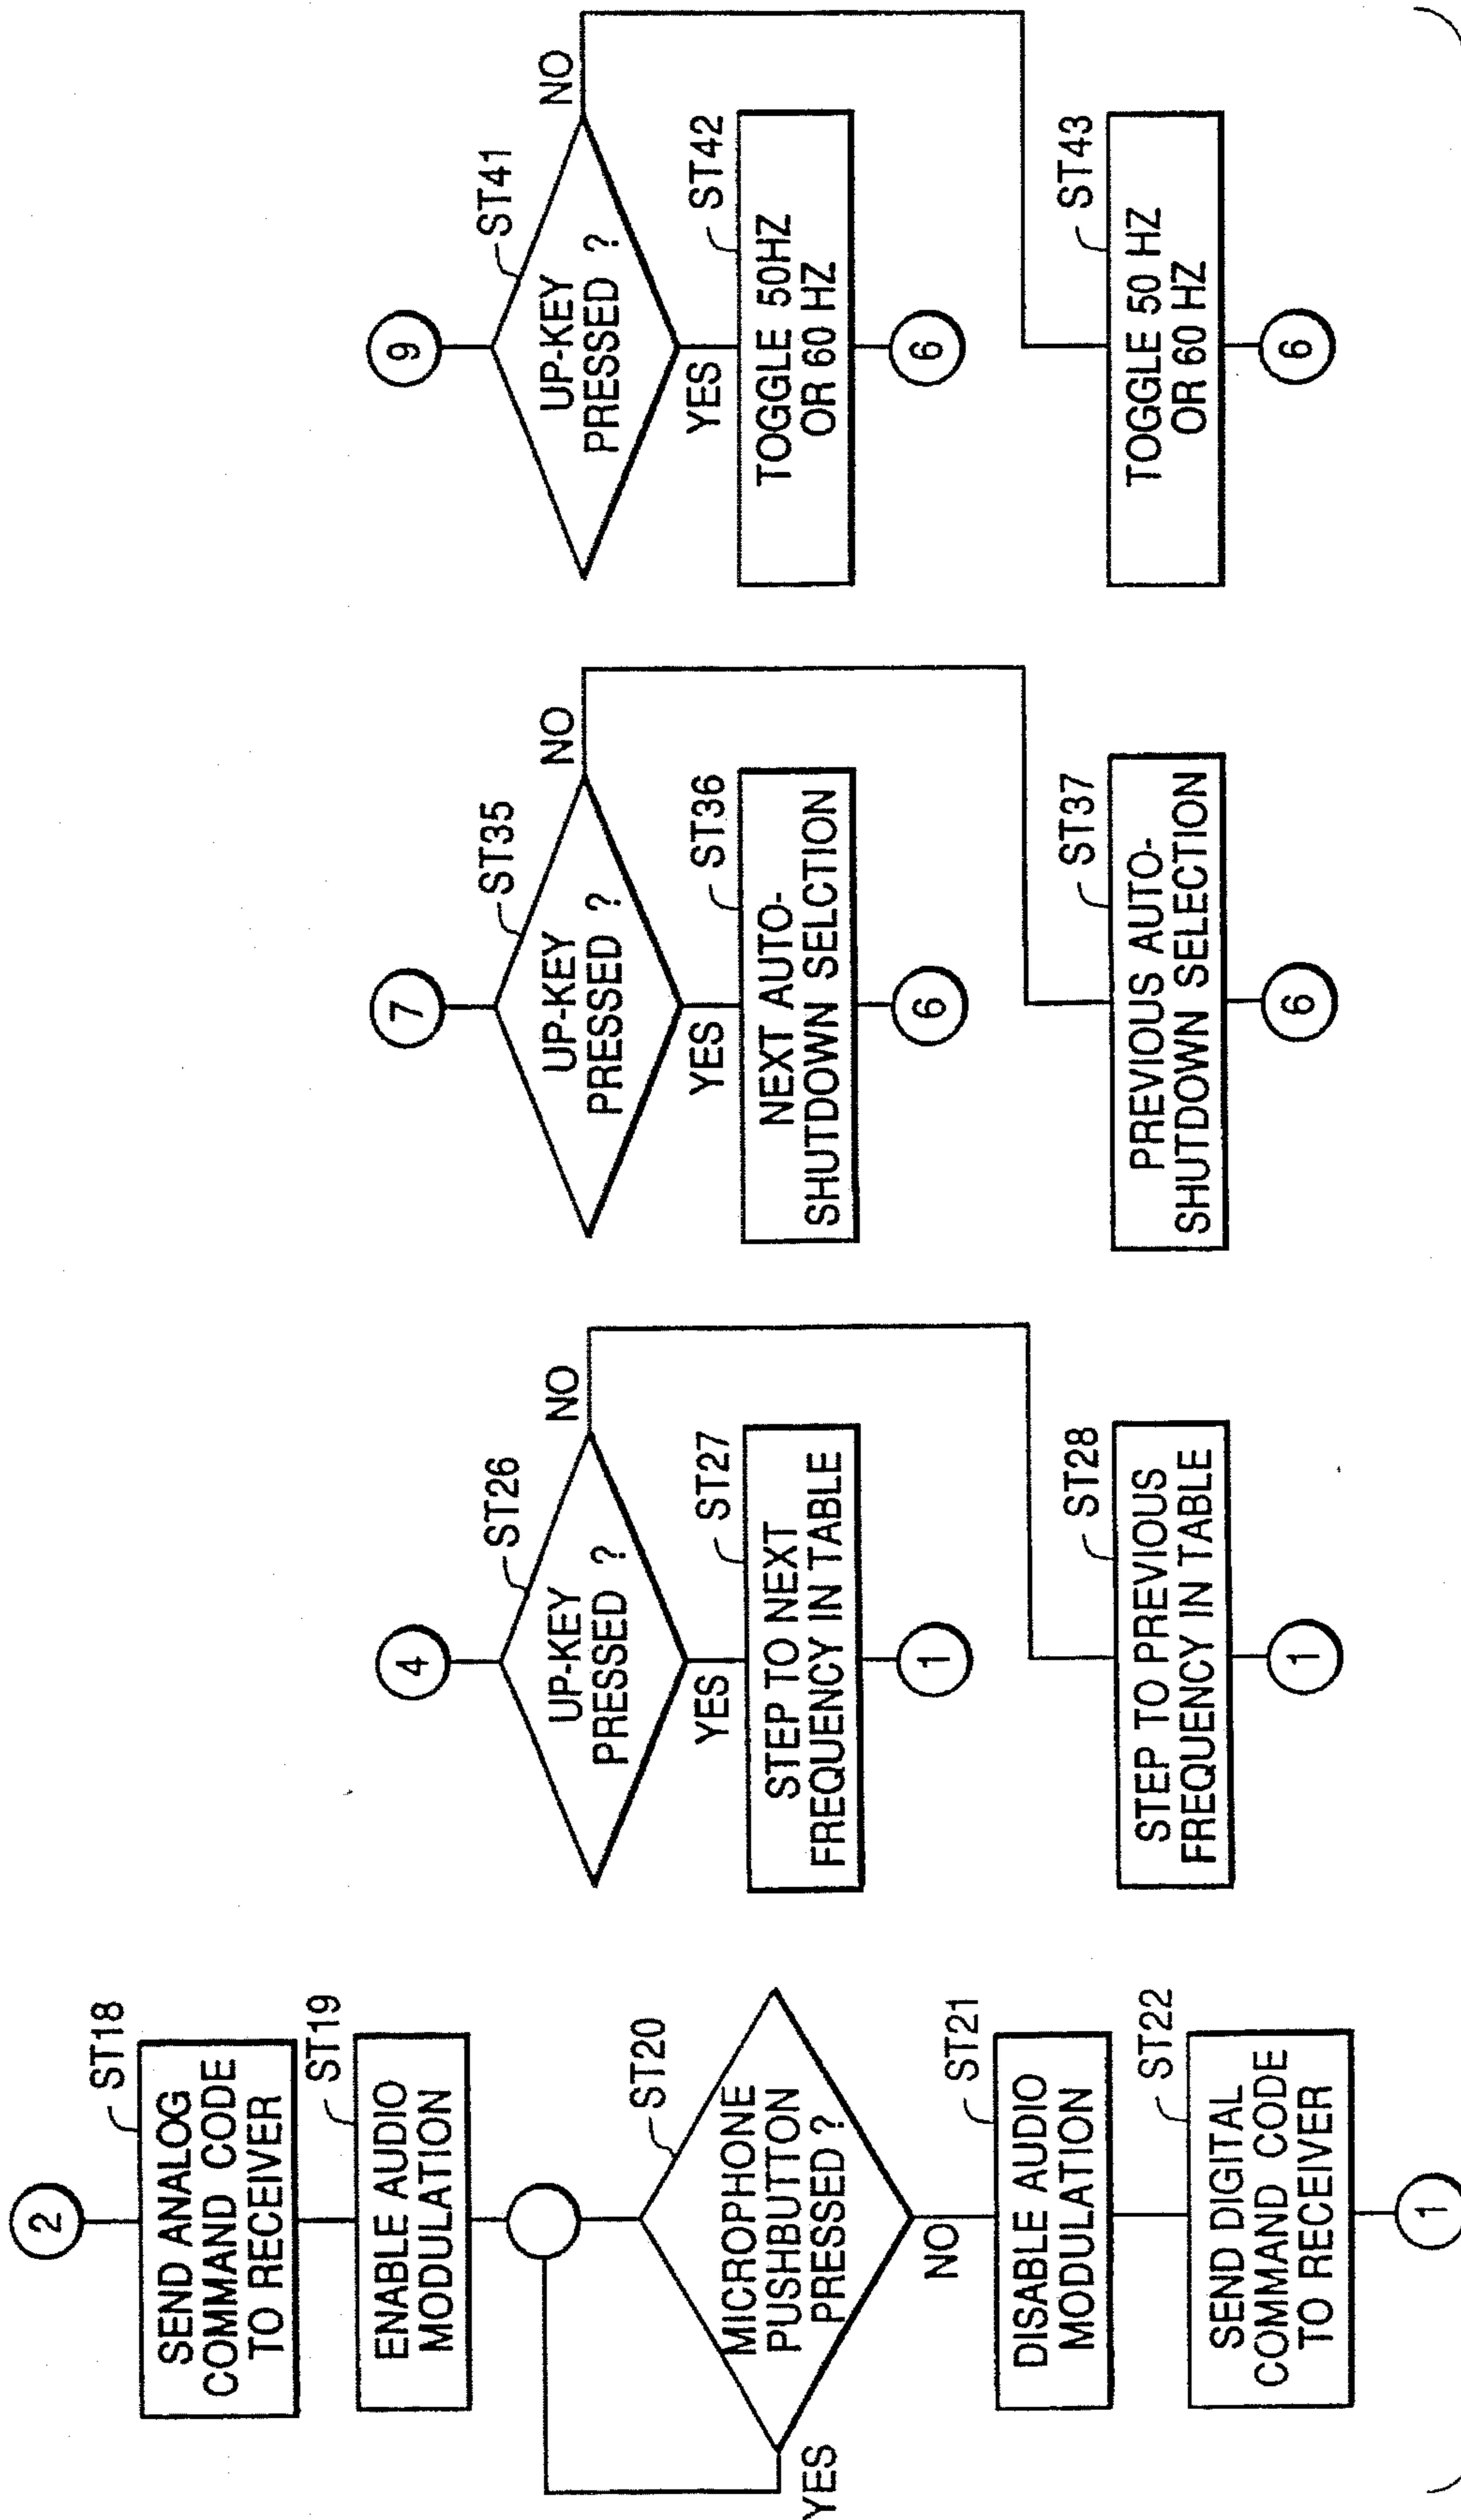 2
ST18
SEND ANALOG
COMMAND CODE
TO RECEIVER
ST19
ENABLE AUDIO
MODULATION
ST20
MICROPHONE
PUSHBUTTON
PRESSED ?
YES
NO
ST21
DISABLE AUDIO
MODULATION
ST22
SEND DIGITAL
COMMAND CODE
TO RECEIVER
1
4
ST26
UP-KEY
PRESSED ?
NO
YES
ST27
STEP TO NEXT
FREQUENCY IN TABLE
1
ST28
STEP TO PREVIOUS
FREQUENCY IN TABLE
1
7
ST35
UP-KEY
PRESSED ?
NO
YES
ST36
NEXT AUTO-
SHUTDOWN SELCTION
6
ST37
PREVIOUS AUTO-
SHUTDOWN SELECTION
6
9
ST41
UP-KEY
PRESSED ?
NO
YES
ST42
TOGGLE 50HZ
OR 60 HZ
6
ST43
TOGGLE 50 HZ
OR 60 HZ
6